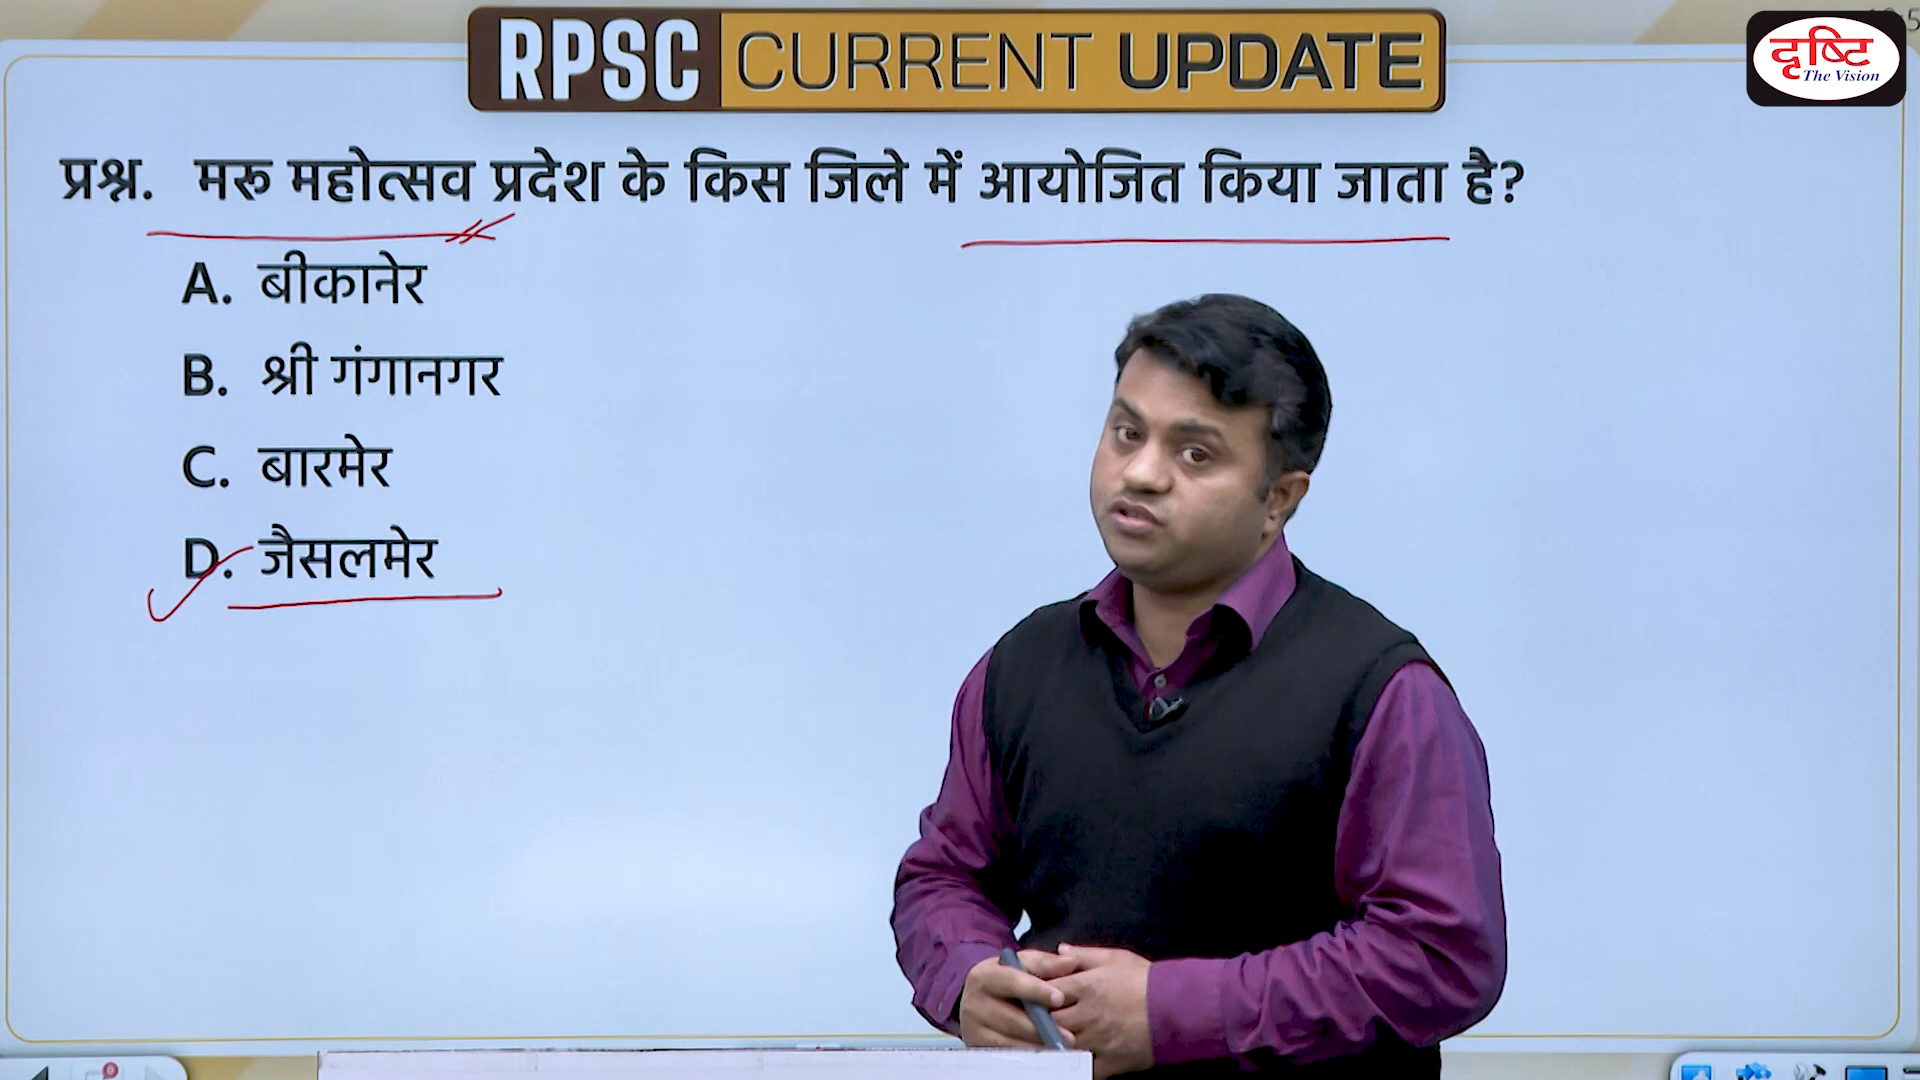 RPSC CURRENT UPDATE
दृष्टि
The Vision
प्रश्न. मरू महोत्सव प्रदेश के किस जिले में आयोजित किया जाता है?
A. बीकानेर
B. श्री गंगानगर
C. बारमेर
D. जैसलमेर